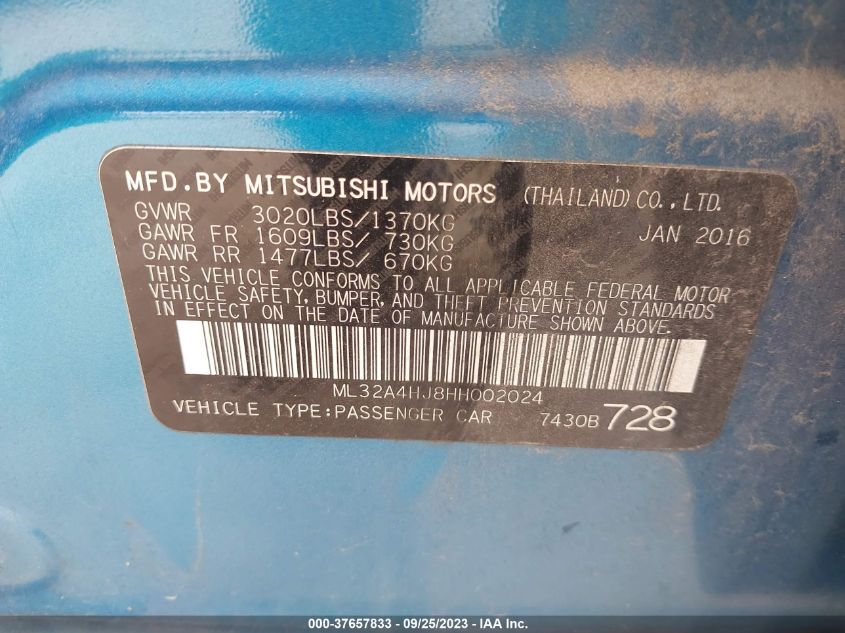 MFD.BY MITSUBISHI MOTORS (THAILAND) CO., LTD.
GVWR 3020LBS/1370KG JAN 2016
GAWR FR 1609LBS/ 730KG
GAWR RR 1477LBS/ 670KG
THIS VEHICLE CONFORMS TO ALL APPLICABLE FEDERAL MOTOR
VEHICLE SAFETY, BUMPER, AND THEFT PREVENTION STANDARDS
IN EFFECT ON THE DATE OF MANUFACTURE SHOWN ABOVE.
ML32A4HJ8HH002024
VEHICLE TYPE:PASSENGER CAR 7430B 728
000-37657833 - 09/25/2023 - IAA Inc.